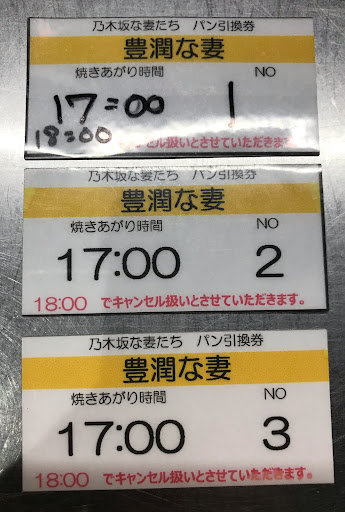 乃木坂な妻たち　パン引換券
豊潤な妻
焼きあがり時間　NO
17:00　1
18:00　キャンセル扱いとさせていただきます。
乃木坂な妻たち　パン引換券
豊潤な妻
焼きあがり時間　NO
17:00　2
18:00 でキャンセル扱いとさせていただきます。
乃木坂な妻たち　パン引換券
豊潤な妻
焼きあがり時間　NO
17:00　3
18:00 でキャンセル扱いとさせていただきます。